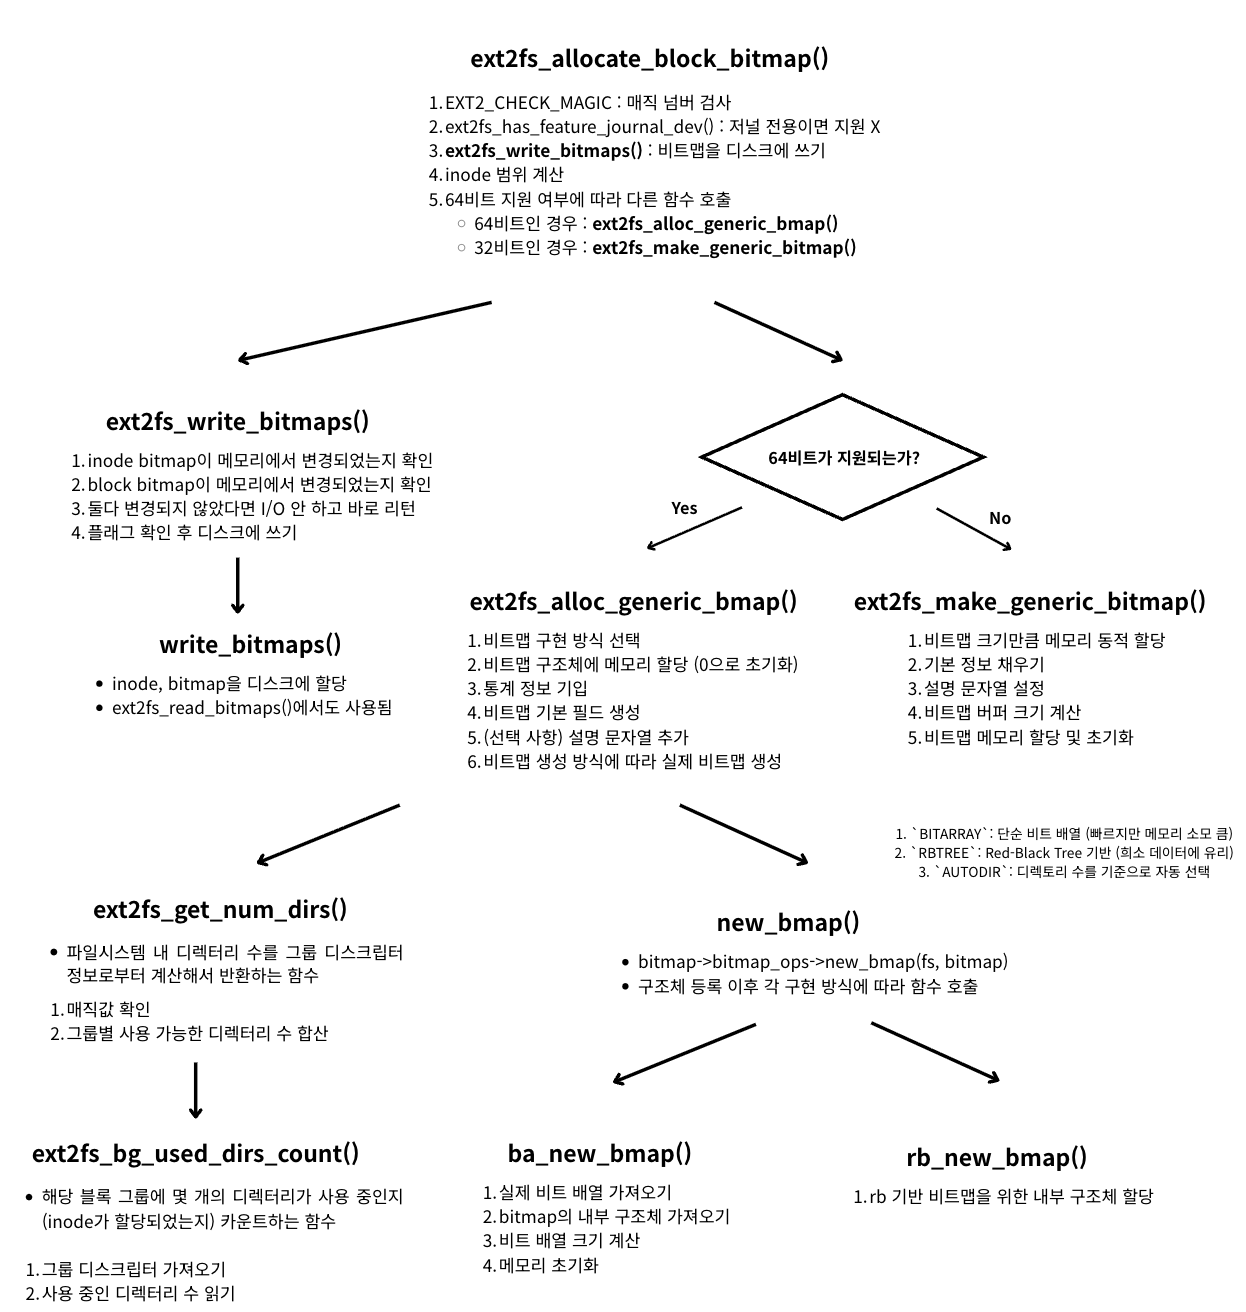 ext2fs_allocate_block_bitmap()
1.EXT2_CHECK_MAGIC : 매직 넘버 검사
2.ext2fs_has_feature_journal_dev() : 저널 전용이면 지원 X
3.ext2fs_write_bitmaps() : 비트맵을 디스크에 쓰기
4.inode 범위 계산
5.64비트 지원 여부에 따라 다른 함수 호출
○ 64비트인 경우 : ext2fs_alloc_generic_bmap()
○ 32비트인 경우 : ext2fs_make_generic_bitmap()
ext2fs_write_bitmaps()
1.inode bitmap이 메모리에서 변경되었는지 확인
2.block bitmap이 메모리에서 변경되었는지 확인
3.둘다 변경되지 않았다면 I/O 안 하고 바로 리턴
4.플래그 확인 후 디스크에 쓰기
write_bitmaps()
• inode, bitmap을 디스크에 할당
• ext2fs_read_bitmaps()에서도 사용됨
64비트가 지원되는가?
Yes
No
ext2fs_alloc_generic_bmap()
1.비트맵 구현 방식 선택
2.비트맵 구조체에 메모리 할당 (0으로 초기화)
3.통계 정보 기입
4.비트맵 기본 필드 생성
5.(선택 사항) 설명 문자열 추가
6.비트맵 생성 방식에 따라 실제 비트맵 생성
ext2fs_make_generic_bitmap()
1.비트맵 크기만큼 메모리 동적 할당
2.기본 정보 채우기
3.설명 문자열 설정
4.비트맵 버퍼 크기 계산
5.비트맵 메모리 할당 및 초기화
1. `BITARRAY`: 단순 비트 배열 (빠르지만 메모리 소모 큼)
2. `RBTREE`: Red-Black Tree 기반 (희소 데이터에 유리)
3. `AUTODIR`: 디렉토리 수를 기준으로 자동 선택
ext2fs_get_num_dirs()
• 파일시스템 내 디렉터리 수를 그룹 디스크립터
정보로부터 계산해서 반환하는 함수
1.매직값 확인
2.그룹별 사용 가능한 디렉터리 수 합산
new_bmap()
• bitmap->bitmap_ops->new_bmap(fs, bitmap)
• 구조체 등록 이후 각 구현 방식에 따라 함수 호출
ext2fs_bg_used_dirs_count()
• 해당 블록 그룹에 몇 개의 디렉터리가 사용 중인지
(inode가 할당되었는지) 카운트하는 함수
1.그룹 디스크립터 가져오기
2.사용 중인 디렉터리 수 읽기
ba_new_bmap()
1.실제 비트 배열 가져오기
2.bitmap의 내부 구조체 가져오기
3.비트 배열 크기 계산
4.메모리 초기화
rb_new_bmap()
1.rb 기반 비트맵을 위한 내부 구조체 할당